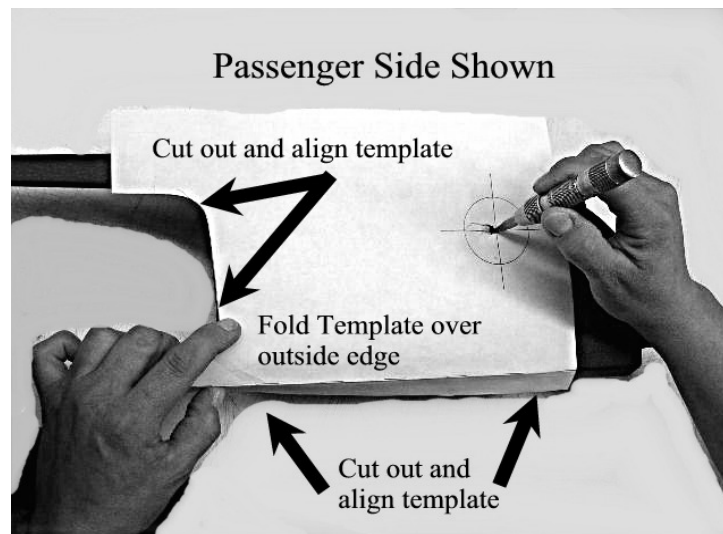 Passenger Side Shown
Cut out and align template
Fold Template over
outside edge
Cut out and
align template